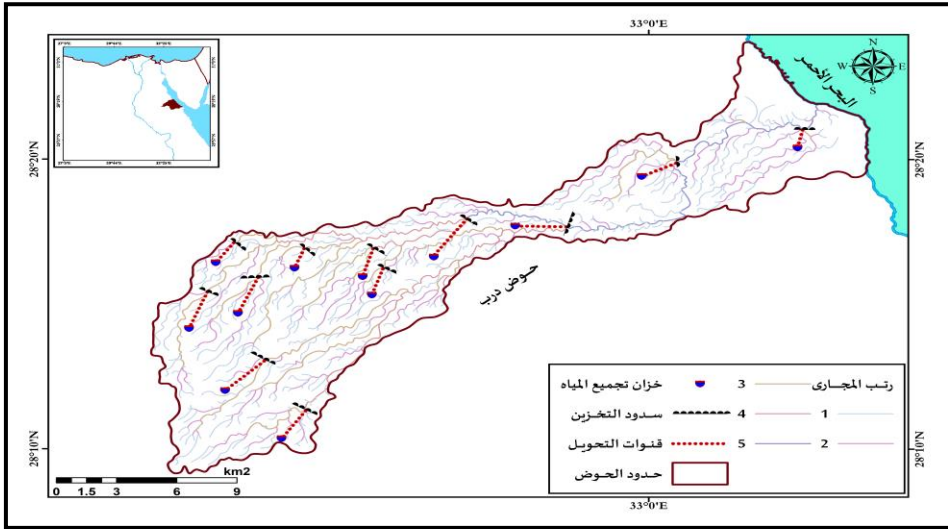 33°0'E
N
W E
S
البحر الأحمر
28°20'N
28°20'N
حوض درب
رتب المجارى
3
خزان تجميع المياه
1
4
سدود التخزين
2
5
قنوات التحويل
حدود الحوض
28°10'N
28°10'N
km2
0 1.5 3 6 9
33°0'E